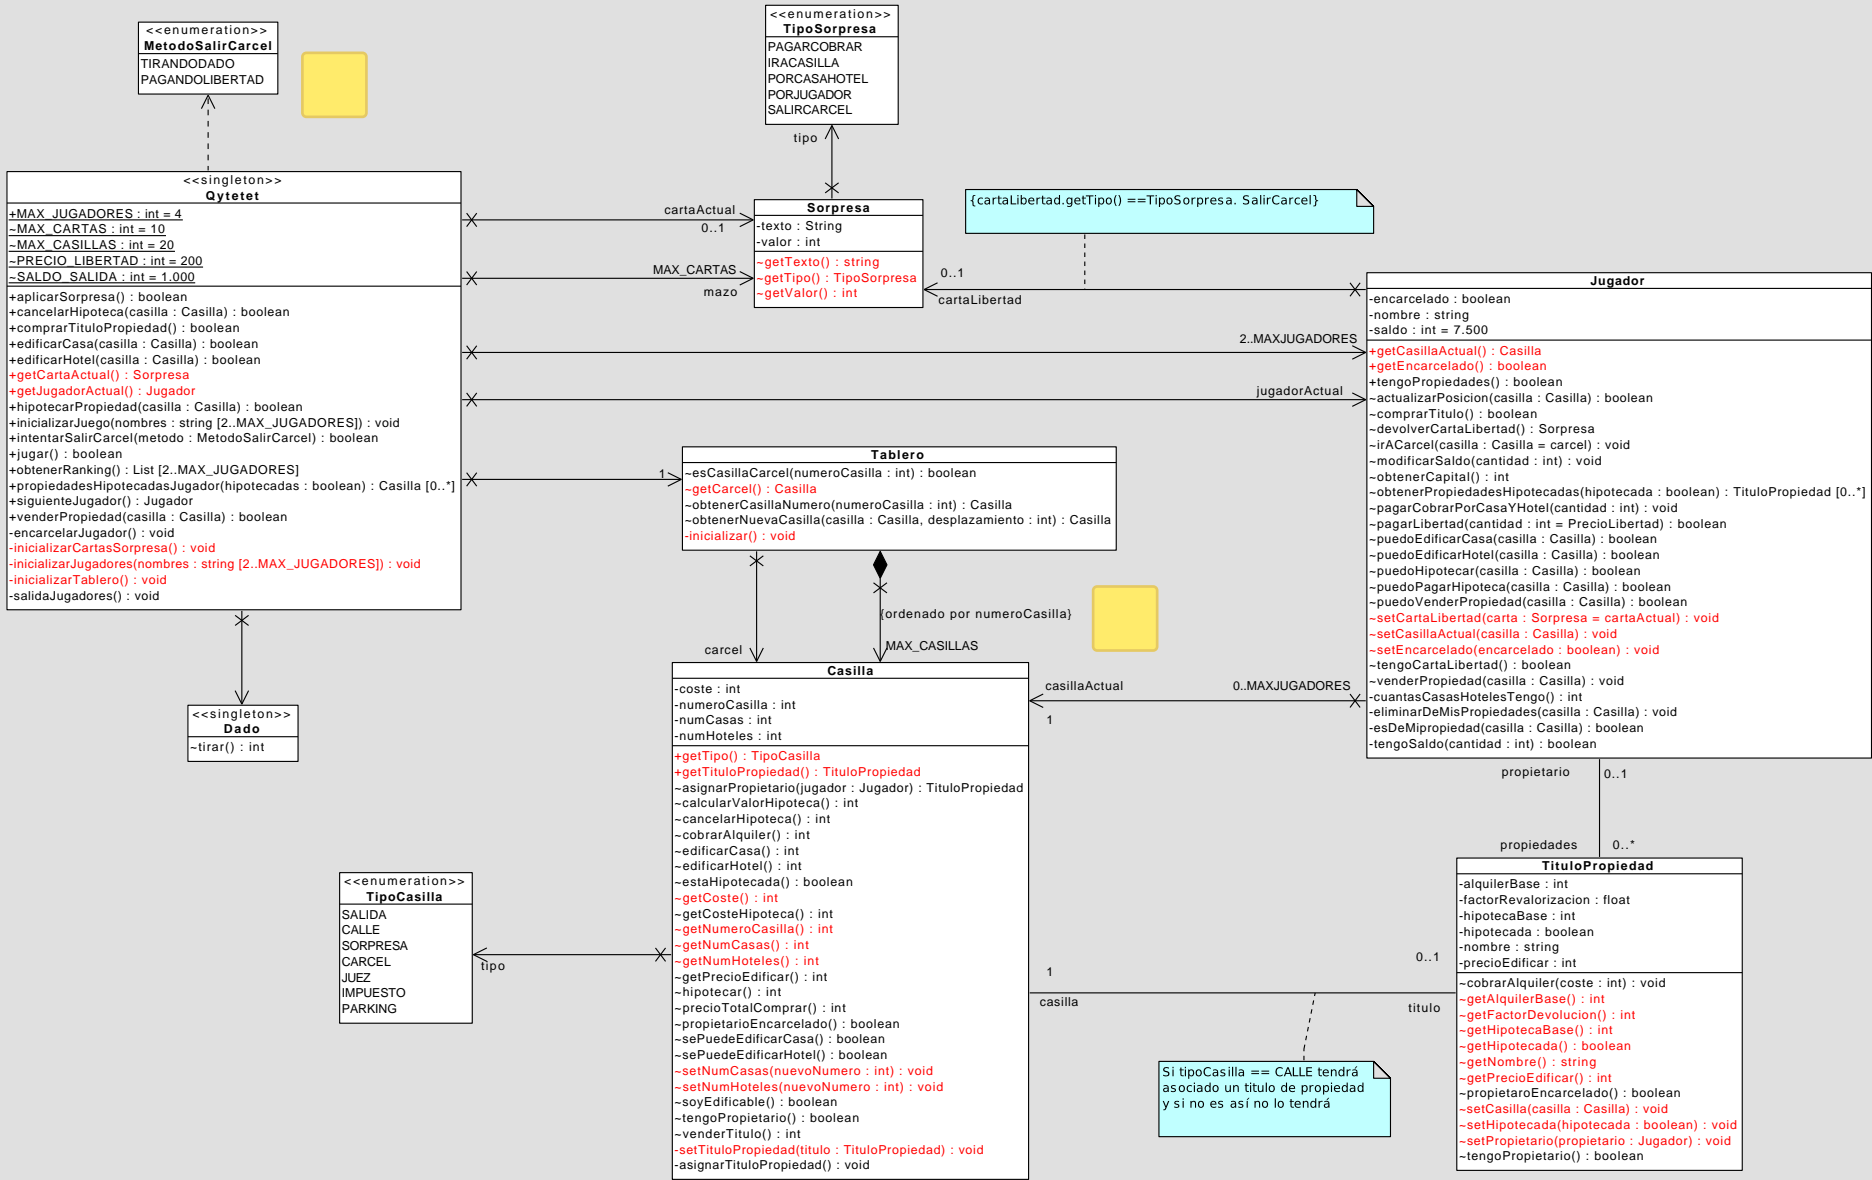 <<enumeration>>
MetodoSalirCarcel
TIRANDODADO
PAGANDOLIBERTAD
<<enumeration>>
TipoSorpresa
PAGARCOBRAR
IRACASILLA
PORCASAHOTEL
PORJUGADOR
SALIRCARCEL
tipo
<<singleton>>
Qytetet
+MAX_JUGADORES : int = 4
~MAX_CARTAS : int = 10
~MAX_CASILLAS : int = 20
~PRECIO_LIBERTAD : int = 200
~SALDO_SALIDA : int = 1.000
+aplicarSorpresa() : boolean
+cancelarHipoteca(casilla : Casilla) : boolean
+comprarTituloPropiedad() : boolean
+edificarCasa(casilla : Casilla) : boolean
+edificarHotel(casilla : Casilla) : boolean
+getCartaActual() : Sorpresa
+getJugadorActual() : Jugador
+hipotecarPropiedad(casilla : Casilla) : boolean
+inicializarJuego(nombres : string [2..MAX_JUGADORES]) : void
+intentarSalirCarcel(metodo : MetodoSalirCarcel) : boolean
+jugar() : boolean
+obtenerRanking() : List [2..MAX_JUGADORES]
+propiedadesHipotecadasJugador(hipotecadas : boolean) : Casilla [0..*]
+siguienteJugador() : Jugador
+venderPropiedad(casilla : Casilla) : boolean
-encarcelarJugador() : void
-inicializarCartasSorpresa() : void
-inicializarJugadores(nombres : string [2..MAX_JUGADORES]) : void
-inicializarTablero() : void
-salidaJugadores() : void
cartaActual
0..1
MAX_CARTAS
mazo
Sorpresa
-texto : String
-valor : int
~getTexto() : string
~getTipo() : TipoSorpresa
~getValor() : int
{cartaLibertad.getTipo() ==TipoSorpresa. SalirCarcel}
0..1
cartaLibertad
2..MAXJUGADORES
jugadorActual
Jugador
-encarcelado : boolean
-nombre : string
-saldo : int = 7.500
+getCasillaActual() : Casilla
+getEncarcelado() : boolean
+tengoPropiedades() : boolean
~actualizarPosicion(casilla : Casilla) : boolean
~comprarTitulo() : boolean
~devolverCartaLibertad() : Sorpresa
~irACarcel(casilla : Casilla = carcel) : void
~modificarSaldo(cantidad : int) : void
~obtenerCapital() : int
~obtenerPropiedadesHipotecadas(hipotecada : boolean) : TituloPropiedad [0..*]
~pagarCobrarPorCasaYHotel(cantidad : int) : void
~pagarLibertad(cantidad : int = PrecioLibertad) : boolean
~puedoEdificarCasa(casilla : Casilla) : boolean
~puedoEdificarHotel(casilla : Casilla) : boolean
~puedoHipotecar(casilla : Casilla) : boolean
~puedoPagarHipoteca(casilla : Casilla) : boolean
~puedoVenderPropiedad(casilla : Casilla) : boolean
~setCartaLibertad(carta : Sorpresa = cartaActual) : void
~setCasillaActual(casilla : Casilla) : void
~setEncarcelado(encarcelado : boolean) : void
~tengoCartaLibertad() : boolean
~venderPropiedad(casilla : Casilla) : void
-cuantasCasasHotelesTengo() : int
-eliminarDeMisPropiedades(casilla : Casilla) : void
-esDeMipropiedad(casilla : Casilla) : boolean
-tengoSaldo(cantidad : int) : boolean
1
Tablero
~esCasillaCarcel(numeroCasilla : int) : boolean
~getCarcel() : Casilla
~obtenerCasillaNumero(numeroCasilla : int) : Casilla
~obtenerNuevaCasilla(casilla : Casilla, desplazamiento : int) : Casilla
-inicializar() : void
{ordenado por numeroCasilla}
carcel
MAX_CASILLAS
<<singleton>>
Dado
~tirar() : int
Casilla
-coste : int
-numeroCasilla : int
-numCasas : int
-numHoteles : int
+getTipo() : TipoCasilla
+getTituloPropiedad() : TituloPropiedad
~asignarPropietario(jugador : Jugador) : TituloPropiedad
~calcularValorHipoteca() : int
~cancelarHipoteca() : int
~cobrarAlquiler() : int
~edificarCasa() : int
~edificarHotel() : int
~estaHipotecada() : boolean
~getCoste() : int
~getCosteHipoteca() : int
~getNumeroCasilla() : int
~getNumCasas() : int
~getNumHoteles() : int
~getPrecioEdificar() : int
~hipotecar() : int
~precioTotalComprar() : int
~propietarioEncarcelado() : boolean
~sePuedeEdificarCasa() : boolean
~sePuedeEdificarHotel() : boolean
~setNumCasas(nuevoNumero : int) : void
~setNumHoteles(nuevoNumero : int) : void
~soyEdificable() : boolean
~tengoPropietario() : boolean
~venderTitulo() : int
-setTituloPropiedad(titulo : TituloPropiedad) : void
-asignarTituloPropiedad() : void
casillaActual
1
0..MAXJUGADORES
propietario
0..1
propiedades
0..*
<<enumeration>>
TipoCasilla
SALIDA
CALLE
SORPRESA
CARCEL
JUEZ
IMPUESTO
PARKING
tipo
1
casilla
0..1
titulo
Si tipoCasilla == CALLE tendrá
asociado un titulo de propiedad
y si no es así no lo tendrá
TituloPropiedad
-alquilerBase : int
-factorRevalorizacion : float
-hipotecaBase : int
-hipotecada : boolean
-nombre : string
-precioEdificar : int
~cobrarAlquiler(coste : int) : void
~getAlquilerBase() : int
~getFactorDevolucion() : int
~getHipotecaBase() : int
~getHipotecada() : boolean
~getNombre() : string
~getPrecioEdificar() : int
~propietaroEncarcelado() : boolean
~setCasilla(casilla : Casilla) : void
~setHipotecada(hipotecada : boolean) : void
~setPropietario(propietario : Jugador) : void
~tengoPropietario() : boolean